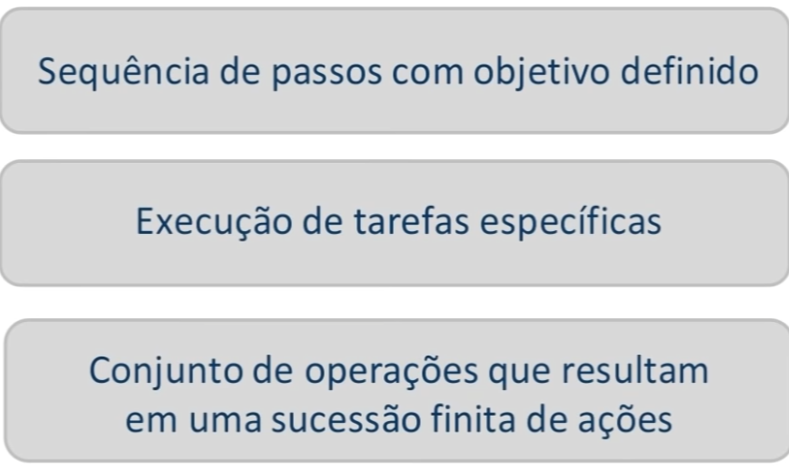 Sequência de passos com objetivo definido
Execução de tarefas específicas
Conjunto de operações que resultam
em uma sucessão finita de ações